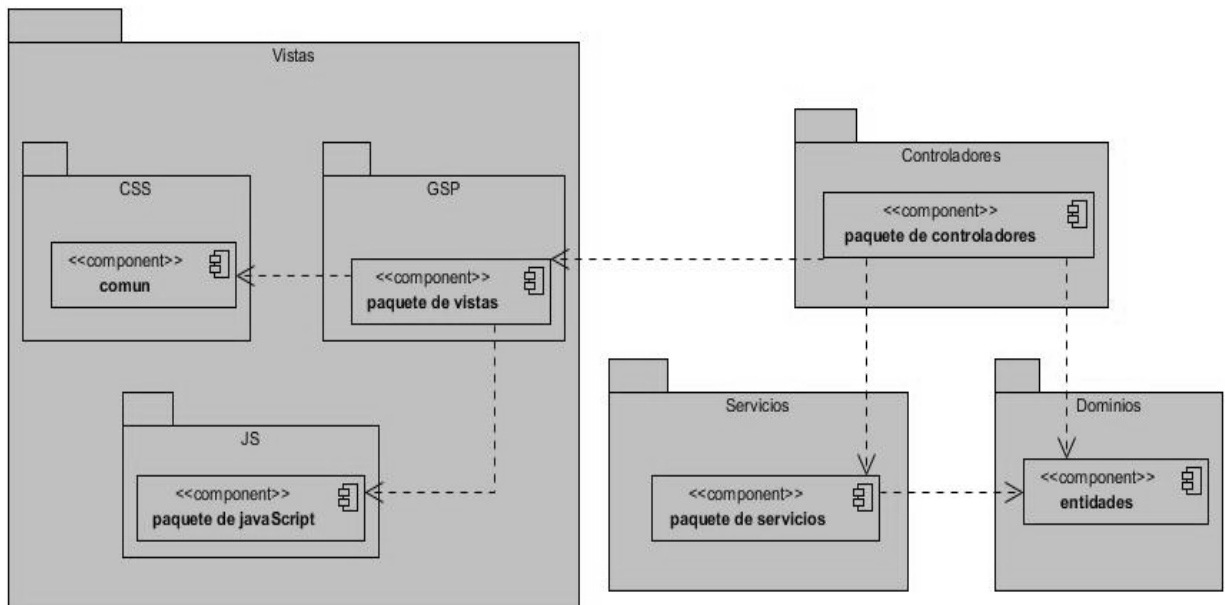 Vistas
CSS
<<component>>
comun
GSP
<<component>>
paquete de vistas
JS
<<component>>
paquete de javaScript
Controladores
<<component>>
paquete de controladores
Servicios
<<component>>
paquete de servicios
Dominios
<<component>>
entidades